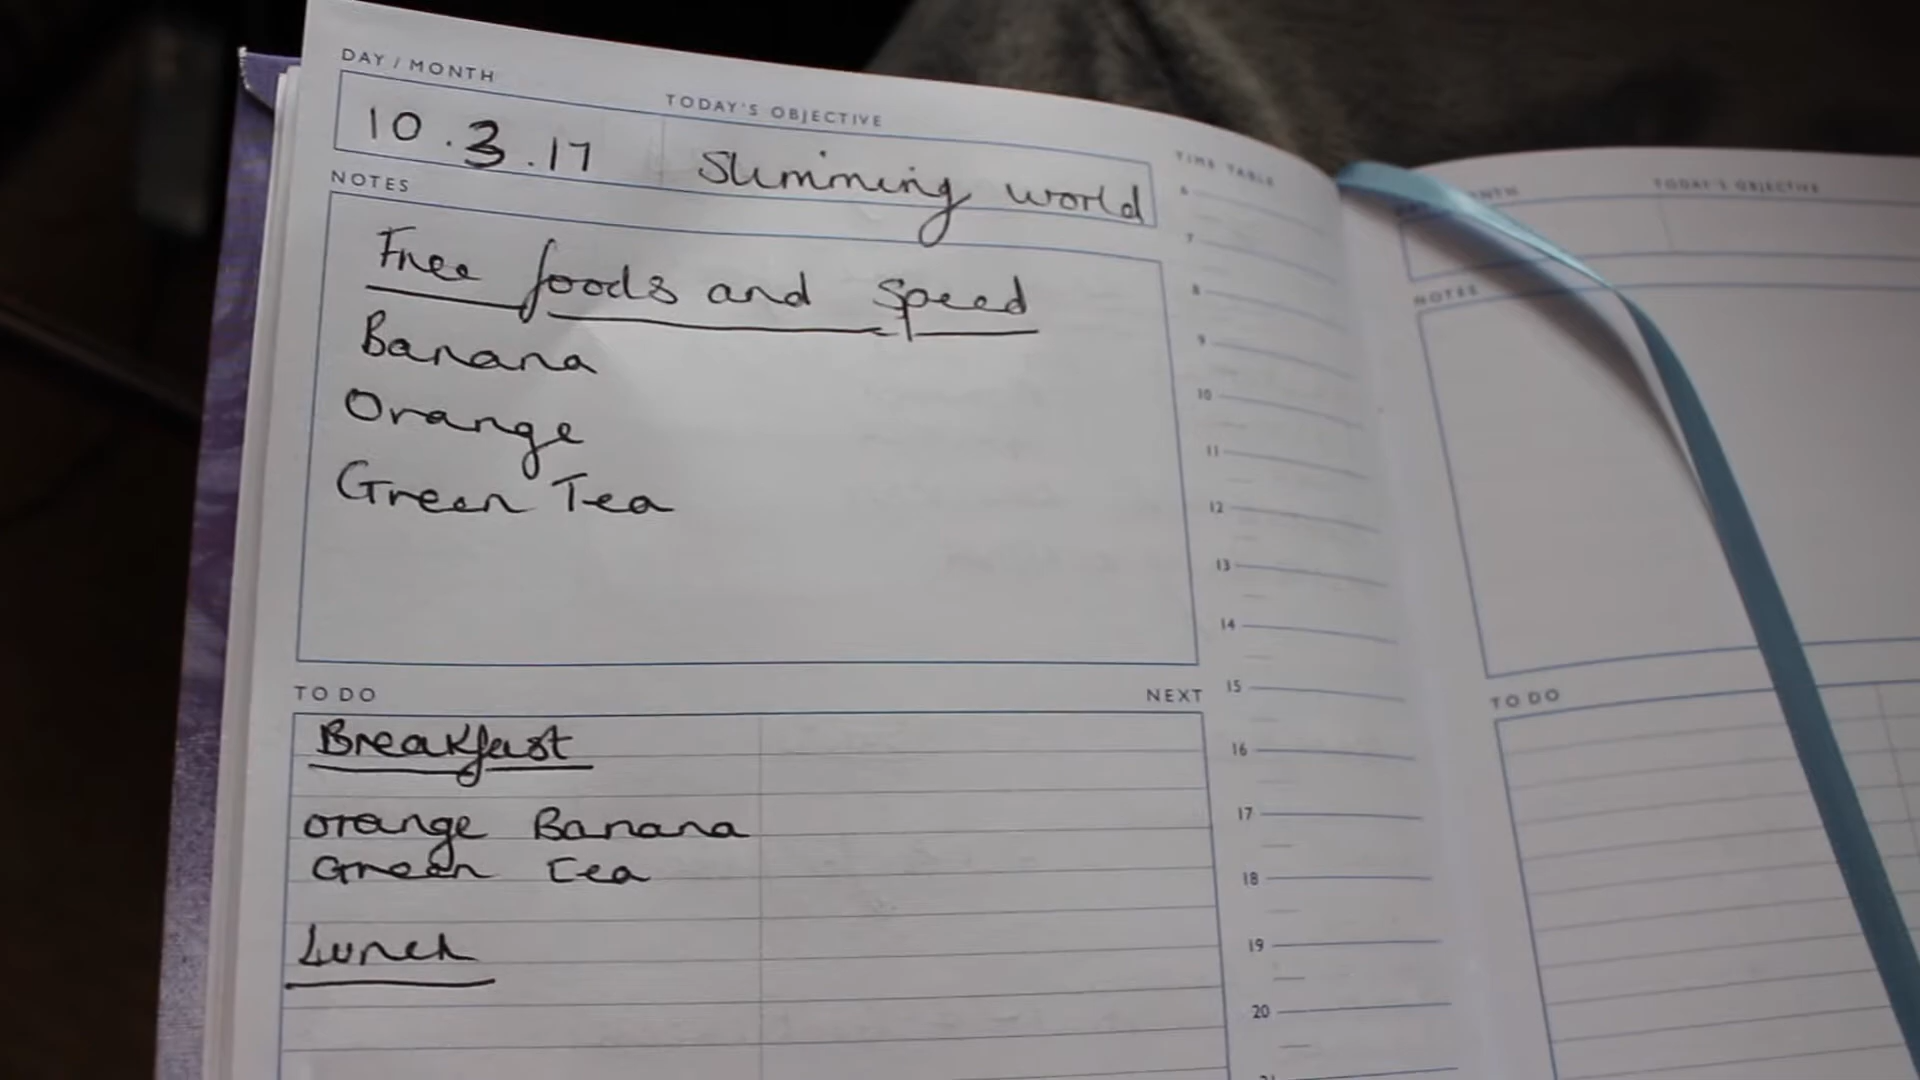 DAY / MONTH
TODAY'S OBJECTIVE
10.3.17
Slimming world
NOTES
Free foods and Speed
Banana
Orange
Green Tea
TO DO
NEXT
Breakfast
orange Banana
Green Tea
Lunch
TIME TABLE
6
7
8
9
10
11
12
13
14
15
16
17
18
19
20
TODAY'S OBJECTIVE
NOTES
TO DO